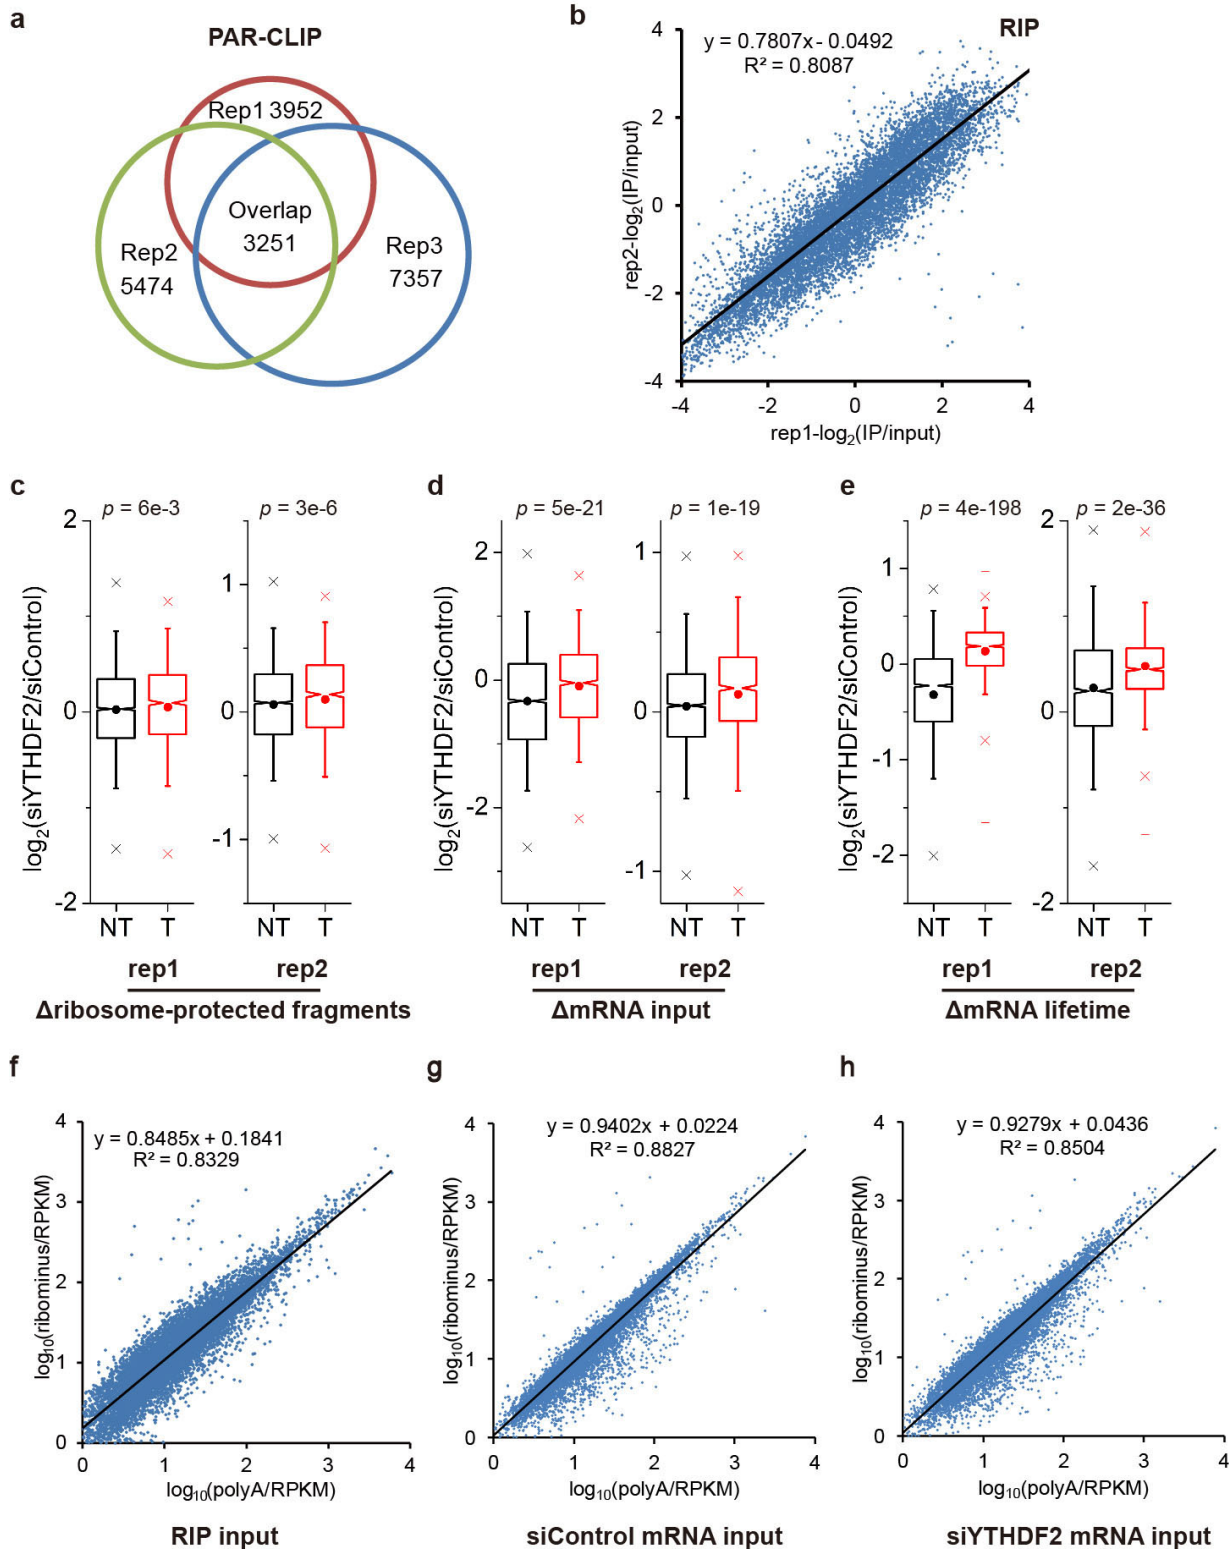 a
PAR-CLIP
Rep1 3952
Overlap
3251
Rep2
5474
Rep3
7357
b
RIP
y = 0.7807x - 0.0492
R² = 0.8087
4
2
0
-2
-4
-4
-2
0
2
4
rep2-log₂(IP/input)
rep1-log₂(IP/input)
c
p = 6e-3
p = 3e-6
log₂(siYTHDF2/siControl)
2
0
-2
1
0
-1
NT
T
NT
T
rep1
rep2
Δribosome-protected fragments
d
p = 5e-21
p = 1e-19
log₂(siYTHDF2/siControl)
2
0
-2
1
0
-1
NT
T
NT
T
rep1
rep2
ΔmRNA input
e
p = 4e-198
p = 2e-36
log₂(siYTHDF2/siControl)
1
0
-1
-2
2
0
-2
NT
T
NT
T
rep1
rep2
ΔmRNA lifetime
f
y = 0.8485x + 0.1841
R² = 0.8329
log₁₀(ribominus/RPKM)
4
3
2
1
0
0
1
2
3
4
log₁₀(polyA/RPKM)
RIP input
g
y = 0.9402x + 0.0224
R² = 0.8827
log₁₀(ribominus/RPKM)
4
3
2
1
0
0
1
2
3
4
log₁₀(polyA/RPKM)
siControl mRNA input
h
y = 0.9279x + 0.0436
R² = 0.8504
log₁₀(ribominus/RPKM)
4
3
2
1
0
0
1
2
3
4
log₁₀(polyA/RPKM)
siYTHDF2 mRNA input